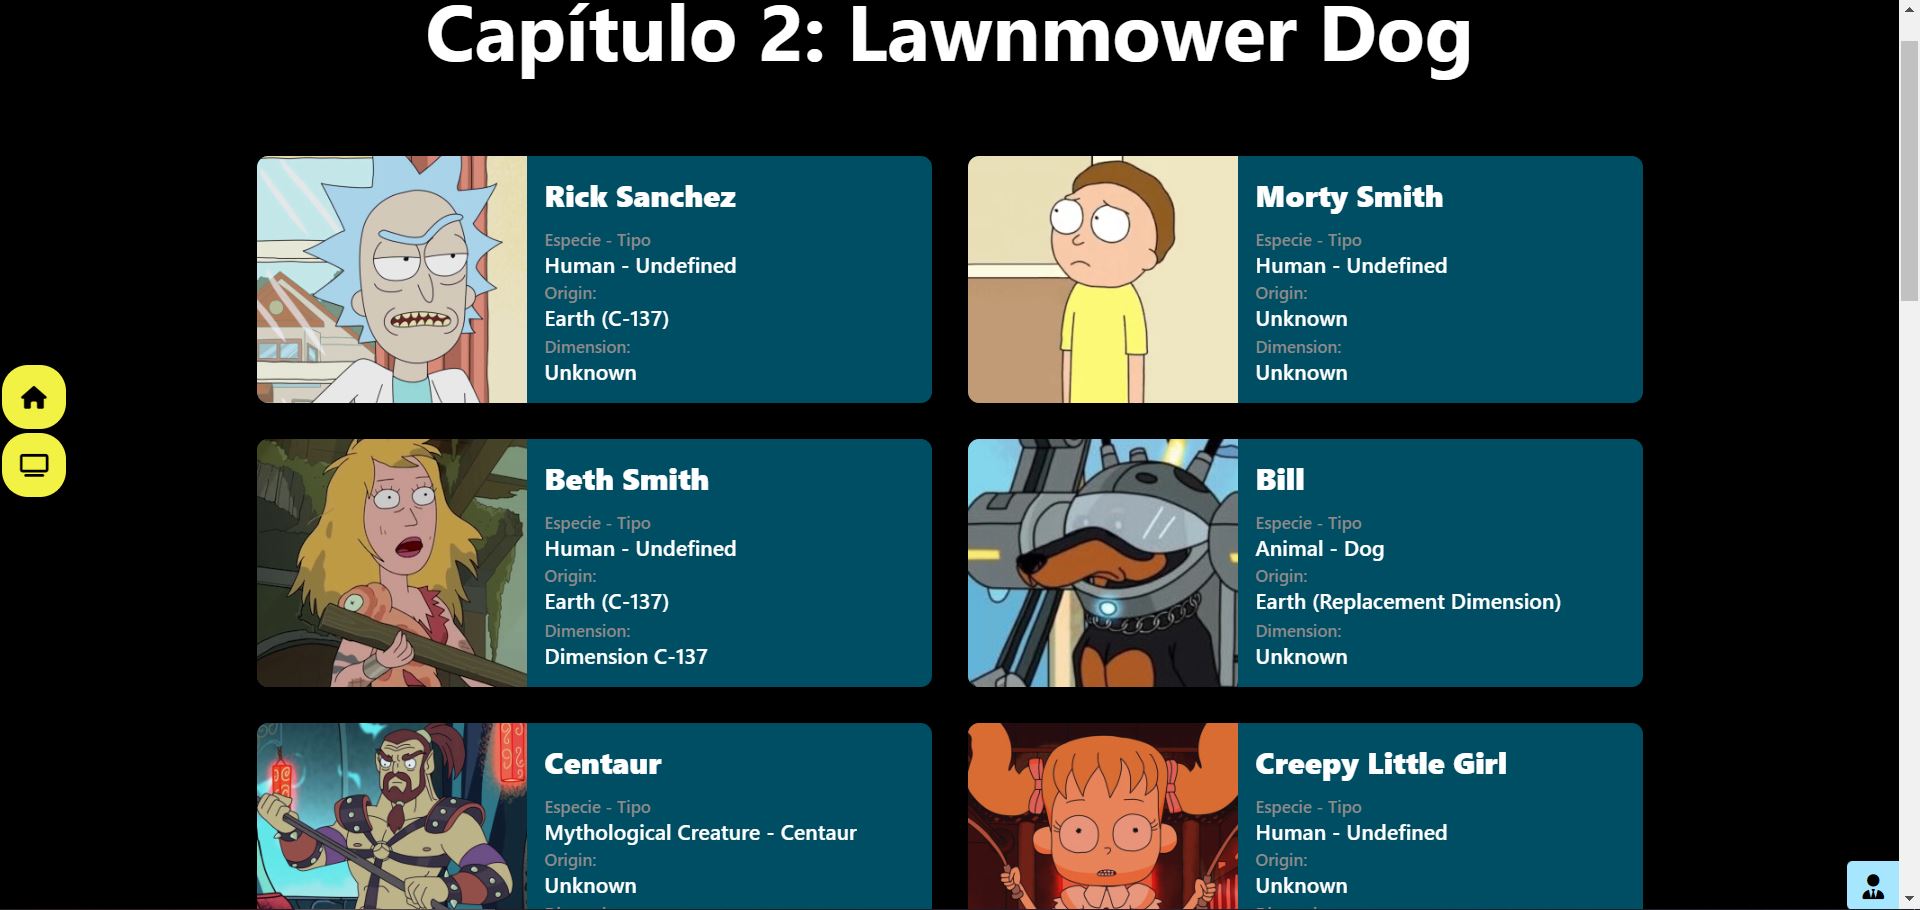 Capítulo 2: Lawnmower Dog
Rick Sanchez
Especie - Tipo
Human - Undefined
Origin:
Earth (C-137)
Dimension:
Unknown
Morty Smith
Especie - Tipo
Human - Undefined
Origin:
Unknown
Dimension:
Unknown
Beth Smith
Especie - Tipo
Human - Undefined
Origin:
Earth (C-137)
Dimension:
Dimension C-137
Bill
Especie - Tipo
Animal - Dog
Origin:
Earth (Replacement Dimension)
Dimension:
Unknown
Centaur
Especie - Tipo
Mythological Creature - Centaur
Origin:
Unknown
Creepy Little Girl
Especie - Tipo
Human - Undefined
Origin:
Unknown